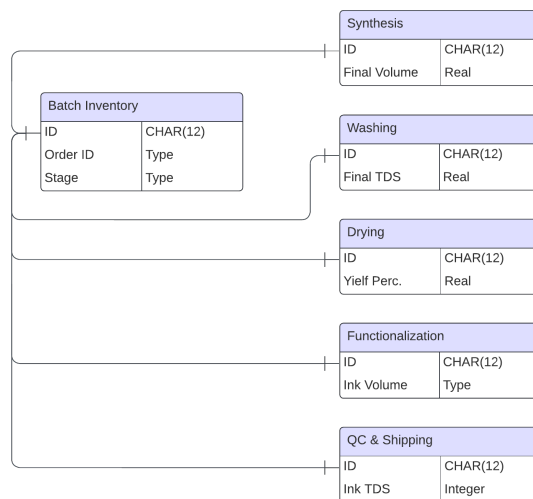 Synthesis
ID CHAR(12)
Final Volume Real
Batch Inventory
ID CHAR(12)
Order ID Type
Stage Type
Washing
ID CHAR(12)
Final TDS Real
Drying
ID CHAR(12)
Yielf Perc. Real
Functionalization
ID CHAR(12)
Ink Volume Type
QC & Shipping
ID CHAR(12)
Ink TDS Integer